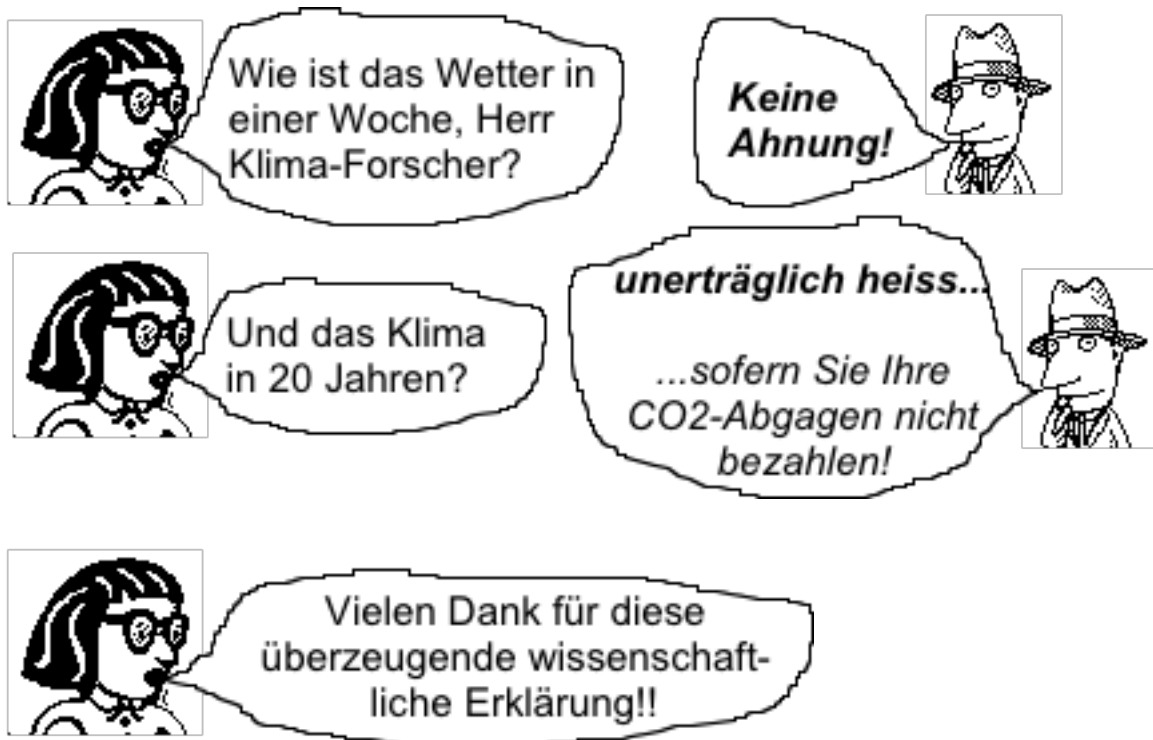 Wie ist das Wetter in
einer Woche, Herr
Klima-Forscher?
Keine
Ahnung!
Und das Klima
in 20 Jahren?
unerträglich heiss...
...sofern Sie Ihre
CO2-Abgagen nicht
bezahlen!
Vielen Dank für diese
überzeugende wissenschaft-
liche Erklärung!!